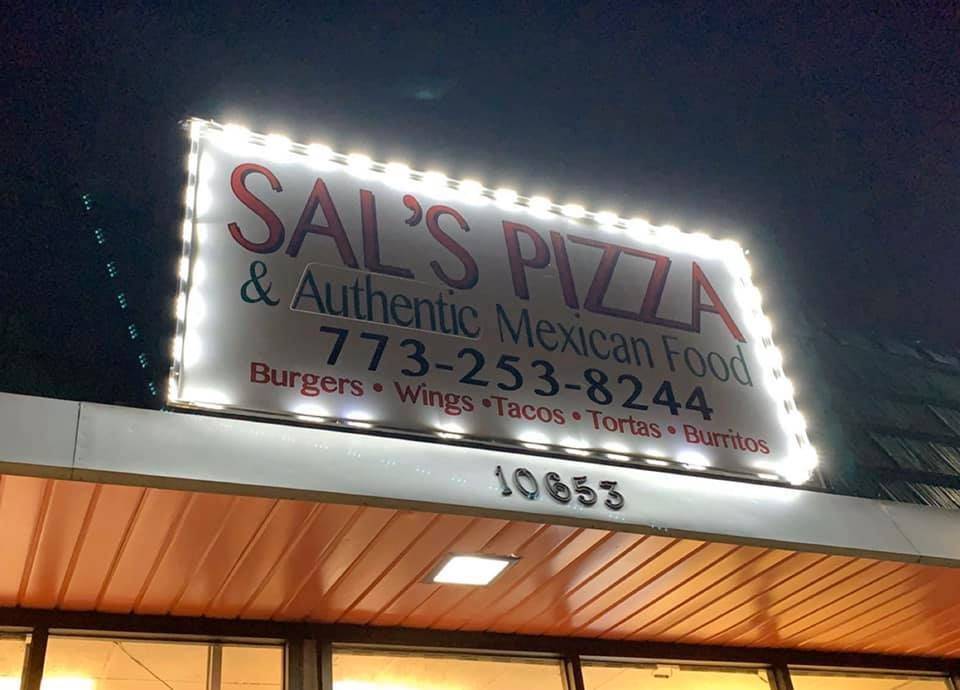 SAL'S PIZZA
& Authentic Mexican Food
773-253-8244
Burgers • Wings • Tacos • Tortas • Burritos
10653